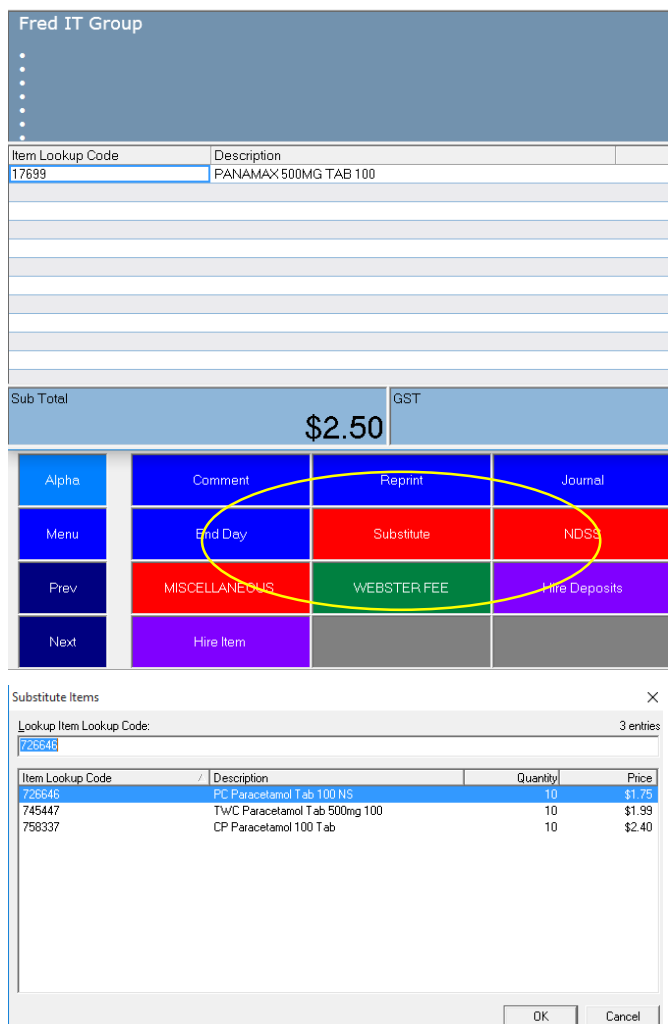 Fred IT Group
Item Lookup Code Description
17699 PANAMAX 500MG TAB 100
Sub Total GST
$2.50
Alpha Comment Reprint Journal
Menu End Day Substitute NDSS
Prev MISCELLANEOUS WEBSTER FEE Hire Deposits
Next Hire Item
Substitute Items
Lookup Item Lookup Code: 3 entries
726646
Item Lookup Code / Description Quantity Price
726646 PC Paracetamol Tab 100 NS 10 $1.75
745447 TWC Paracetamol Tab 500mg 100 10 $1.99
758337 CP Paracetamol 100 Tab 10 $2.40
OK Cancel